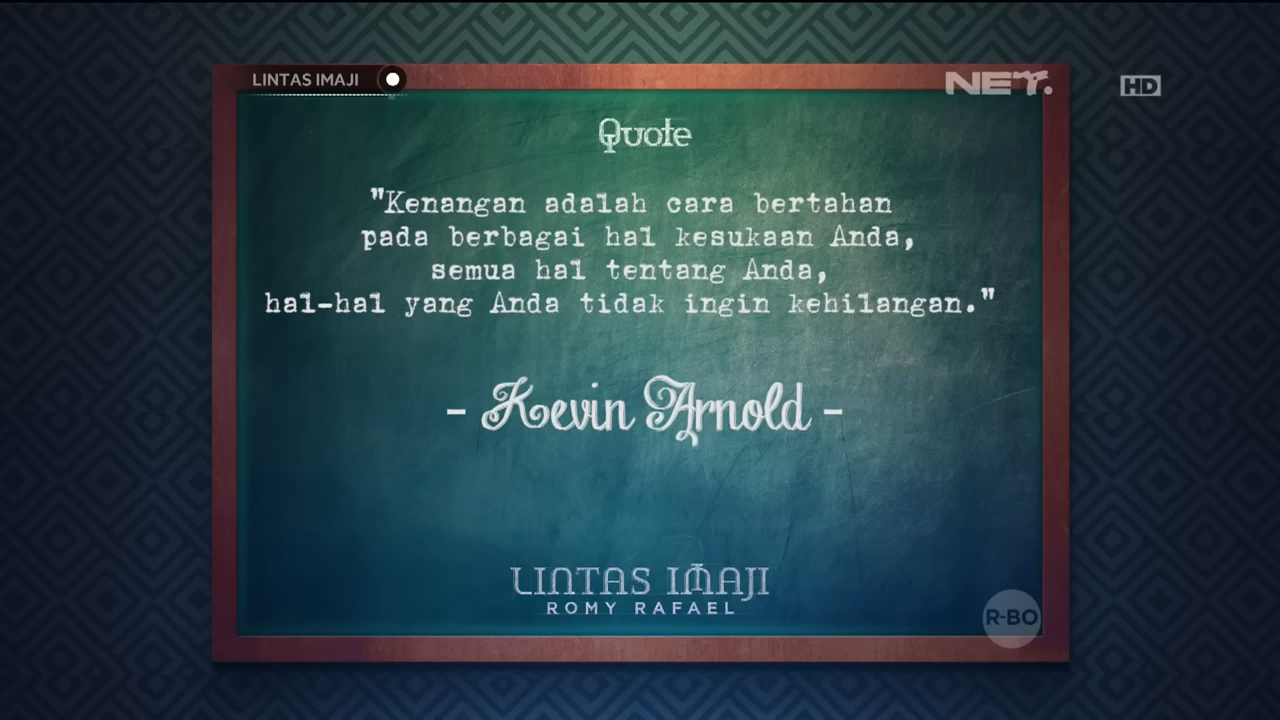 LINTAS IMAJI
NET.
HD
Quote
"Kenangan adalah cara bertahan
pada berbagai hal kesukaan Anda,
semua hal tentang Anda,
hal-hal yang Anda tidak ingin kehilangan."
- Kevin Arnold -
LINTAS IMAJI
ROMY RAFAEL
R-BO